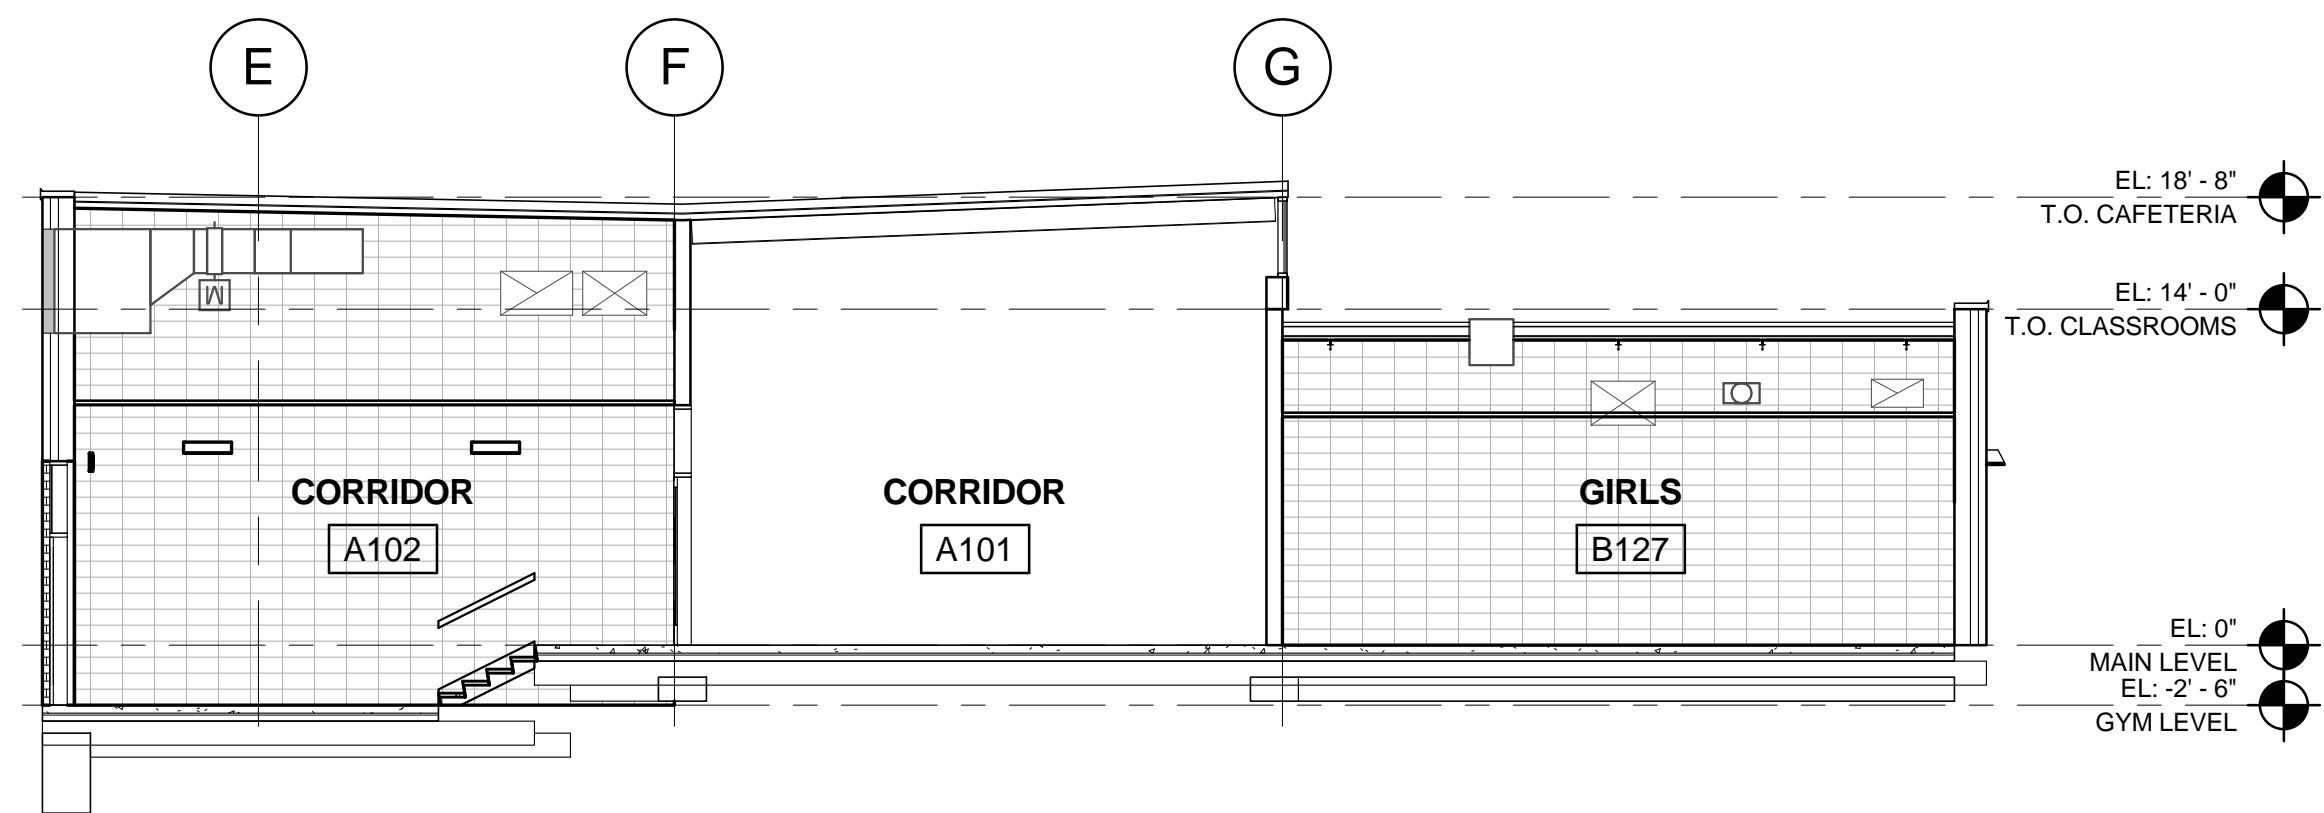 E
F
G
EL: 18' - 8"
T.O. CAFETERIA
EL: 14' - 0"
T.O. CLASSROOMS
M
CORRIDOR
A102
CORRIDOR
A101
GIRLS
B127
EL: 0"
MAIN LEVEL
EL: -2' - 6"
GYM LEVEL